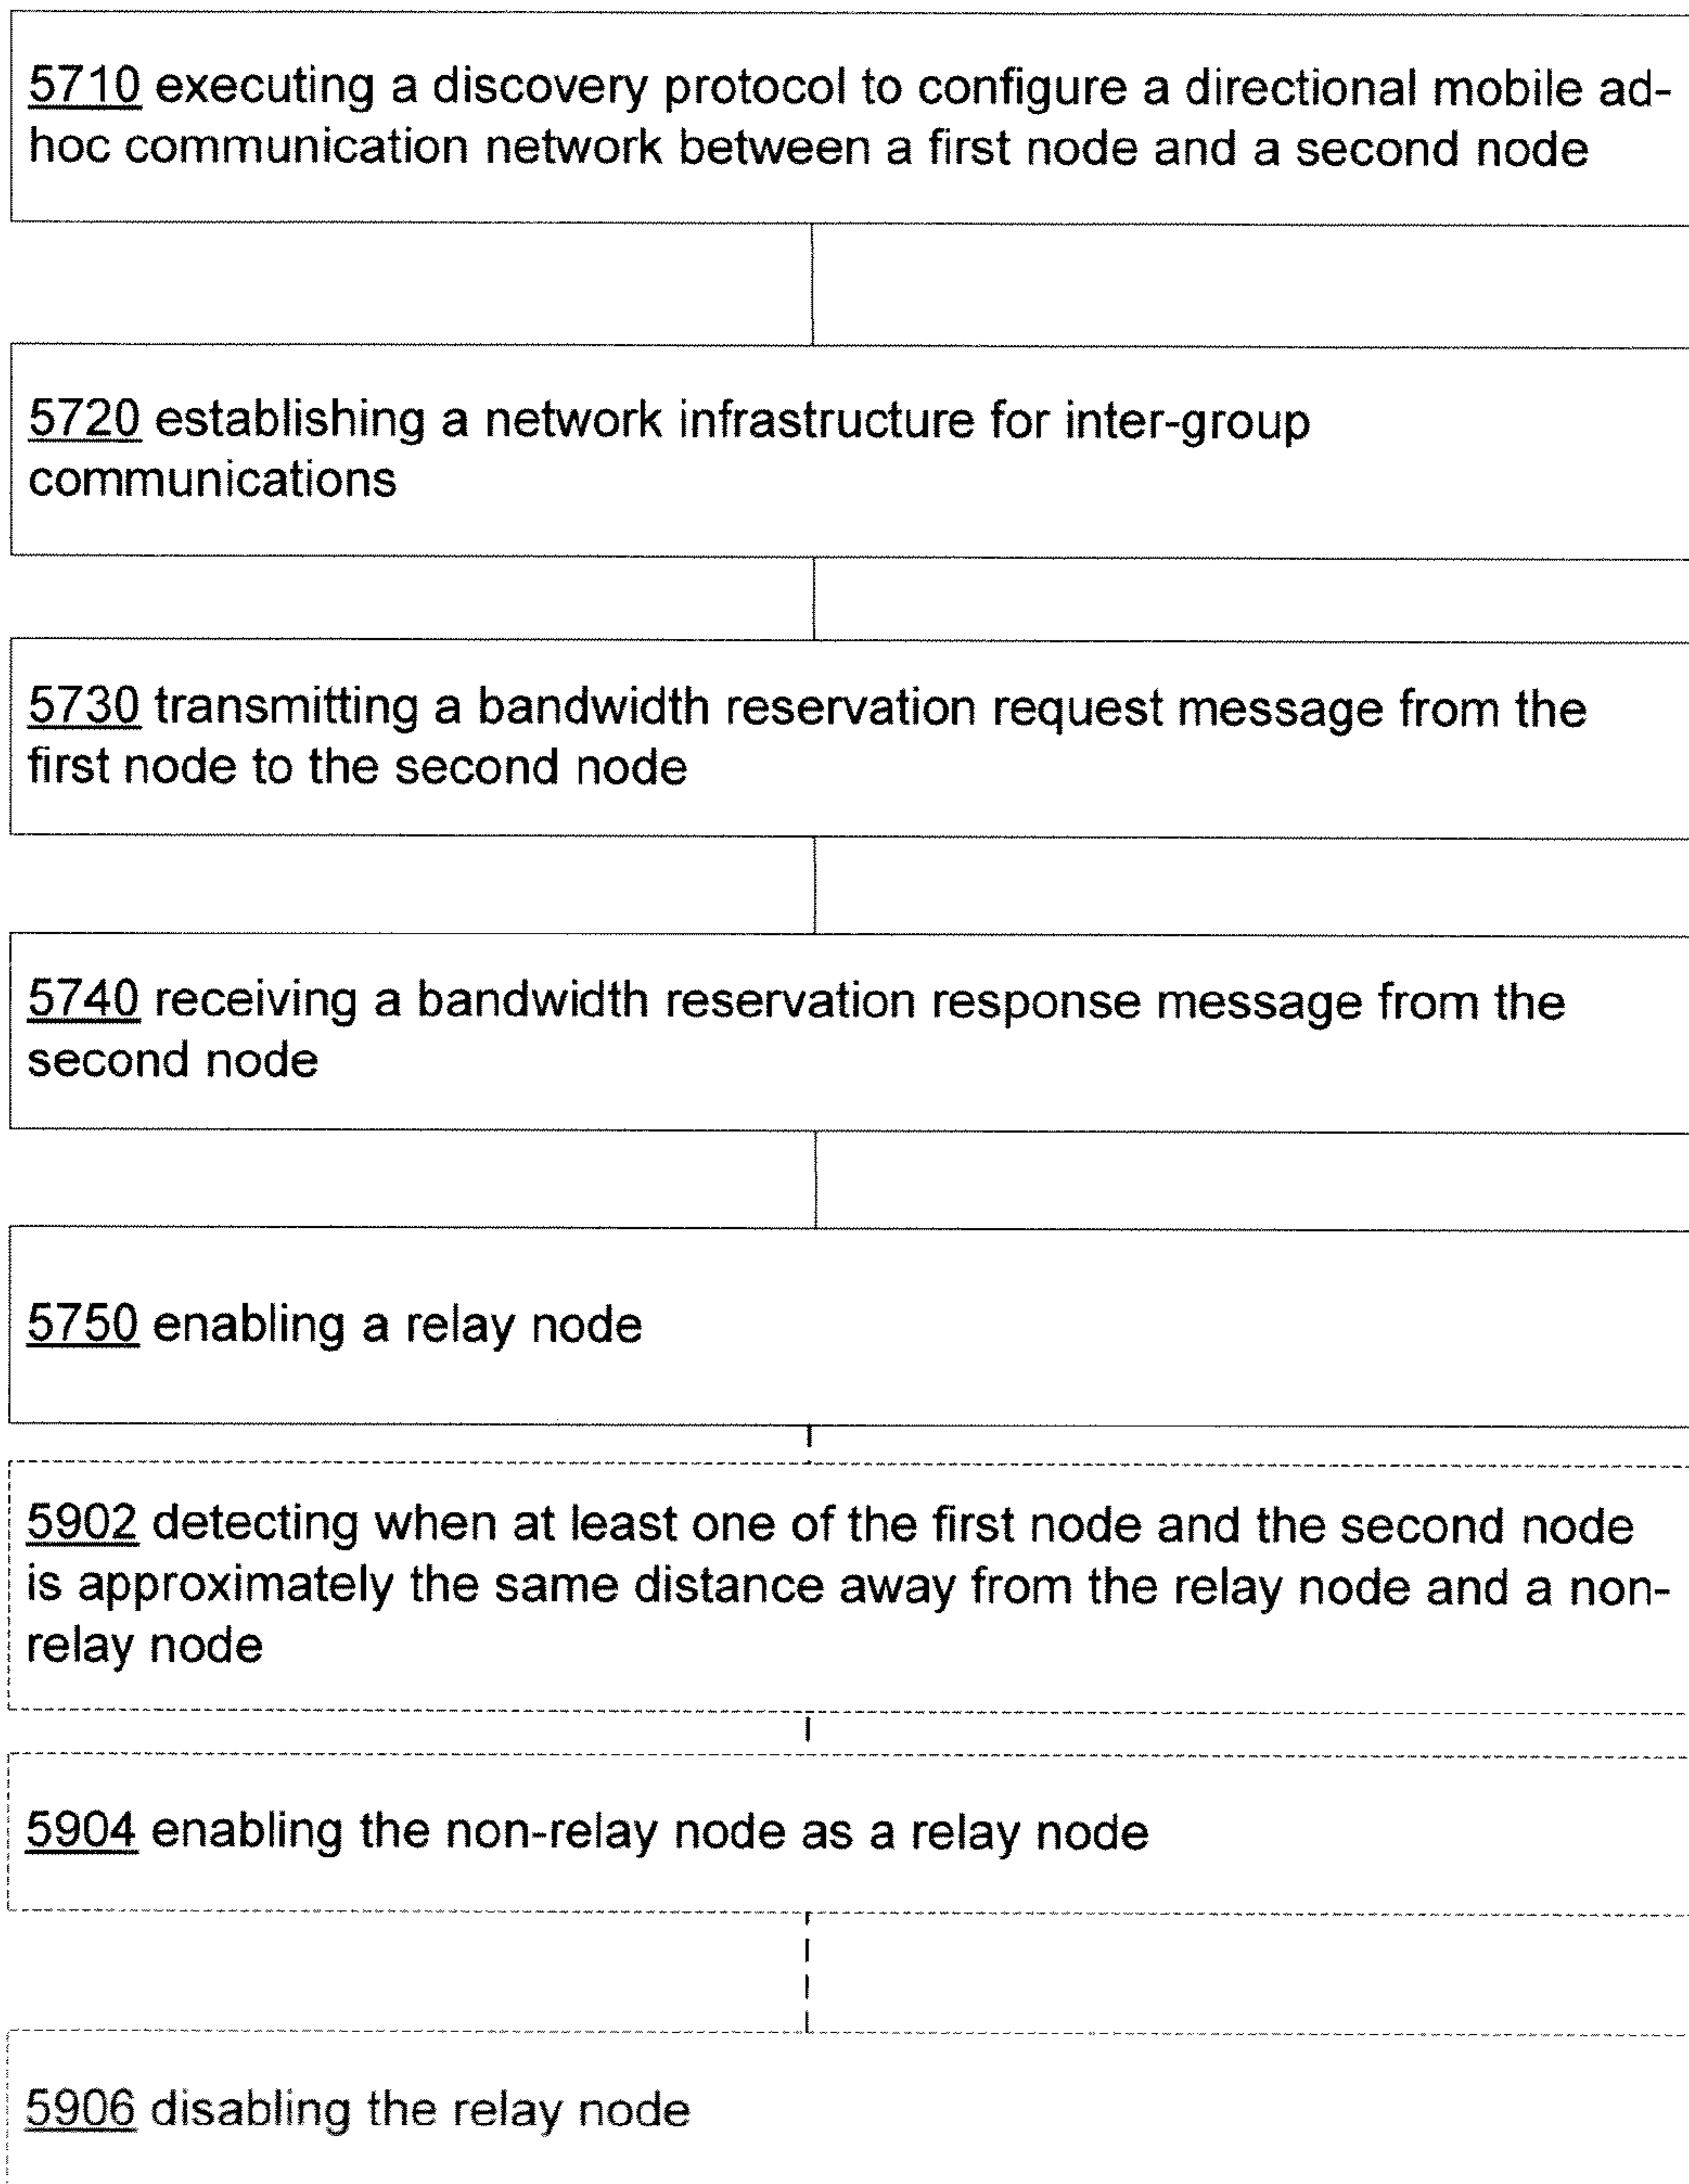 5710 executing a discovery protocol to configure a directional mobile ad-
hoc communication network between a first node and a second node
5720 establishing a network infrastructure for inter-group
communications
5730 transmitting a bandwidth reservation request message from the
first node to the second node
5740 receiving a bandwidth reservation response message from the
second node
5750 enabling a relay node
5902 detecting when at least one of the first node and the second node
is approximately the same distance away from the relay node and a non-
relay node
5904 enabling the non-relay node as a relay node
5906 disabling the relay node